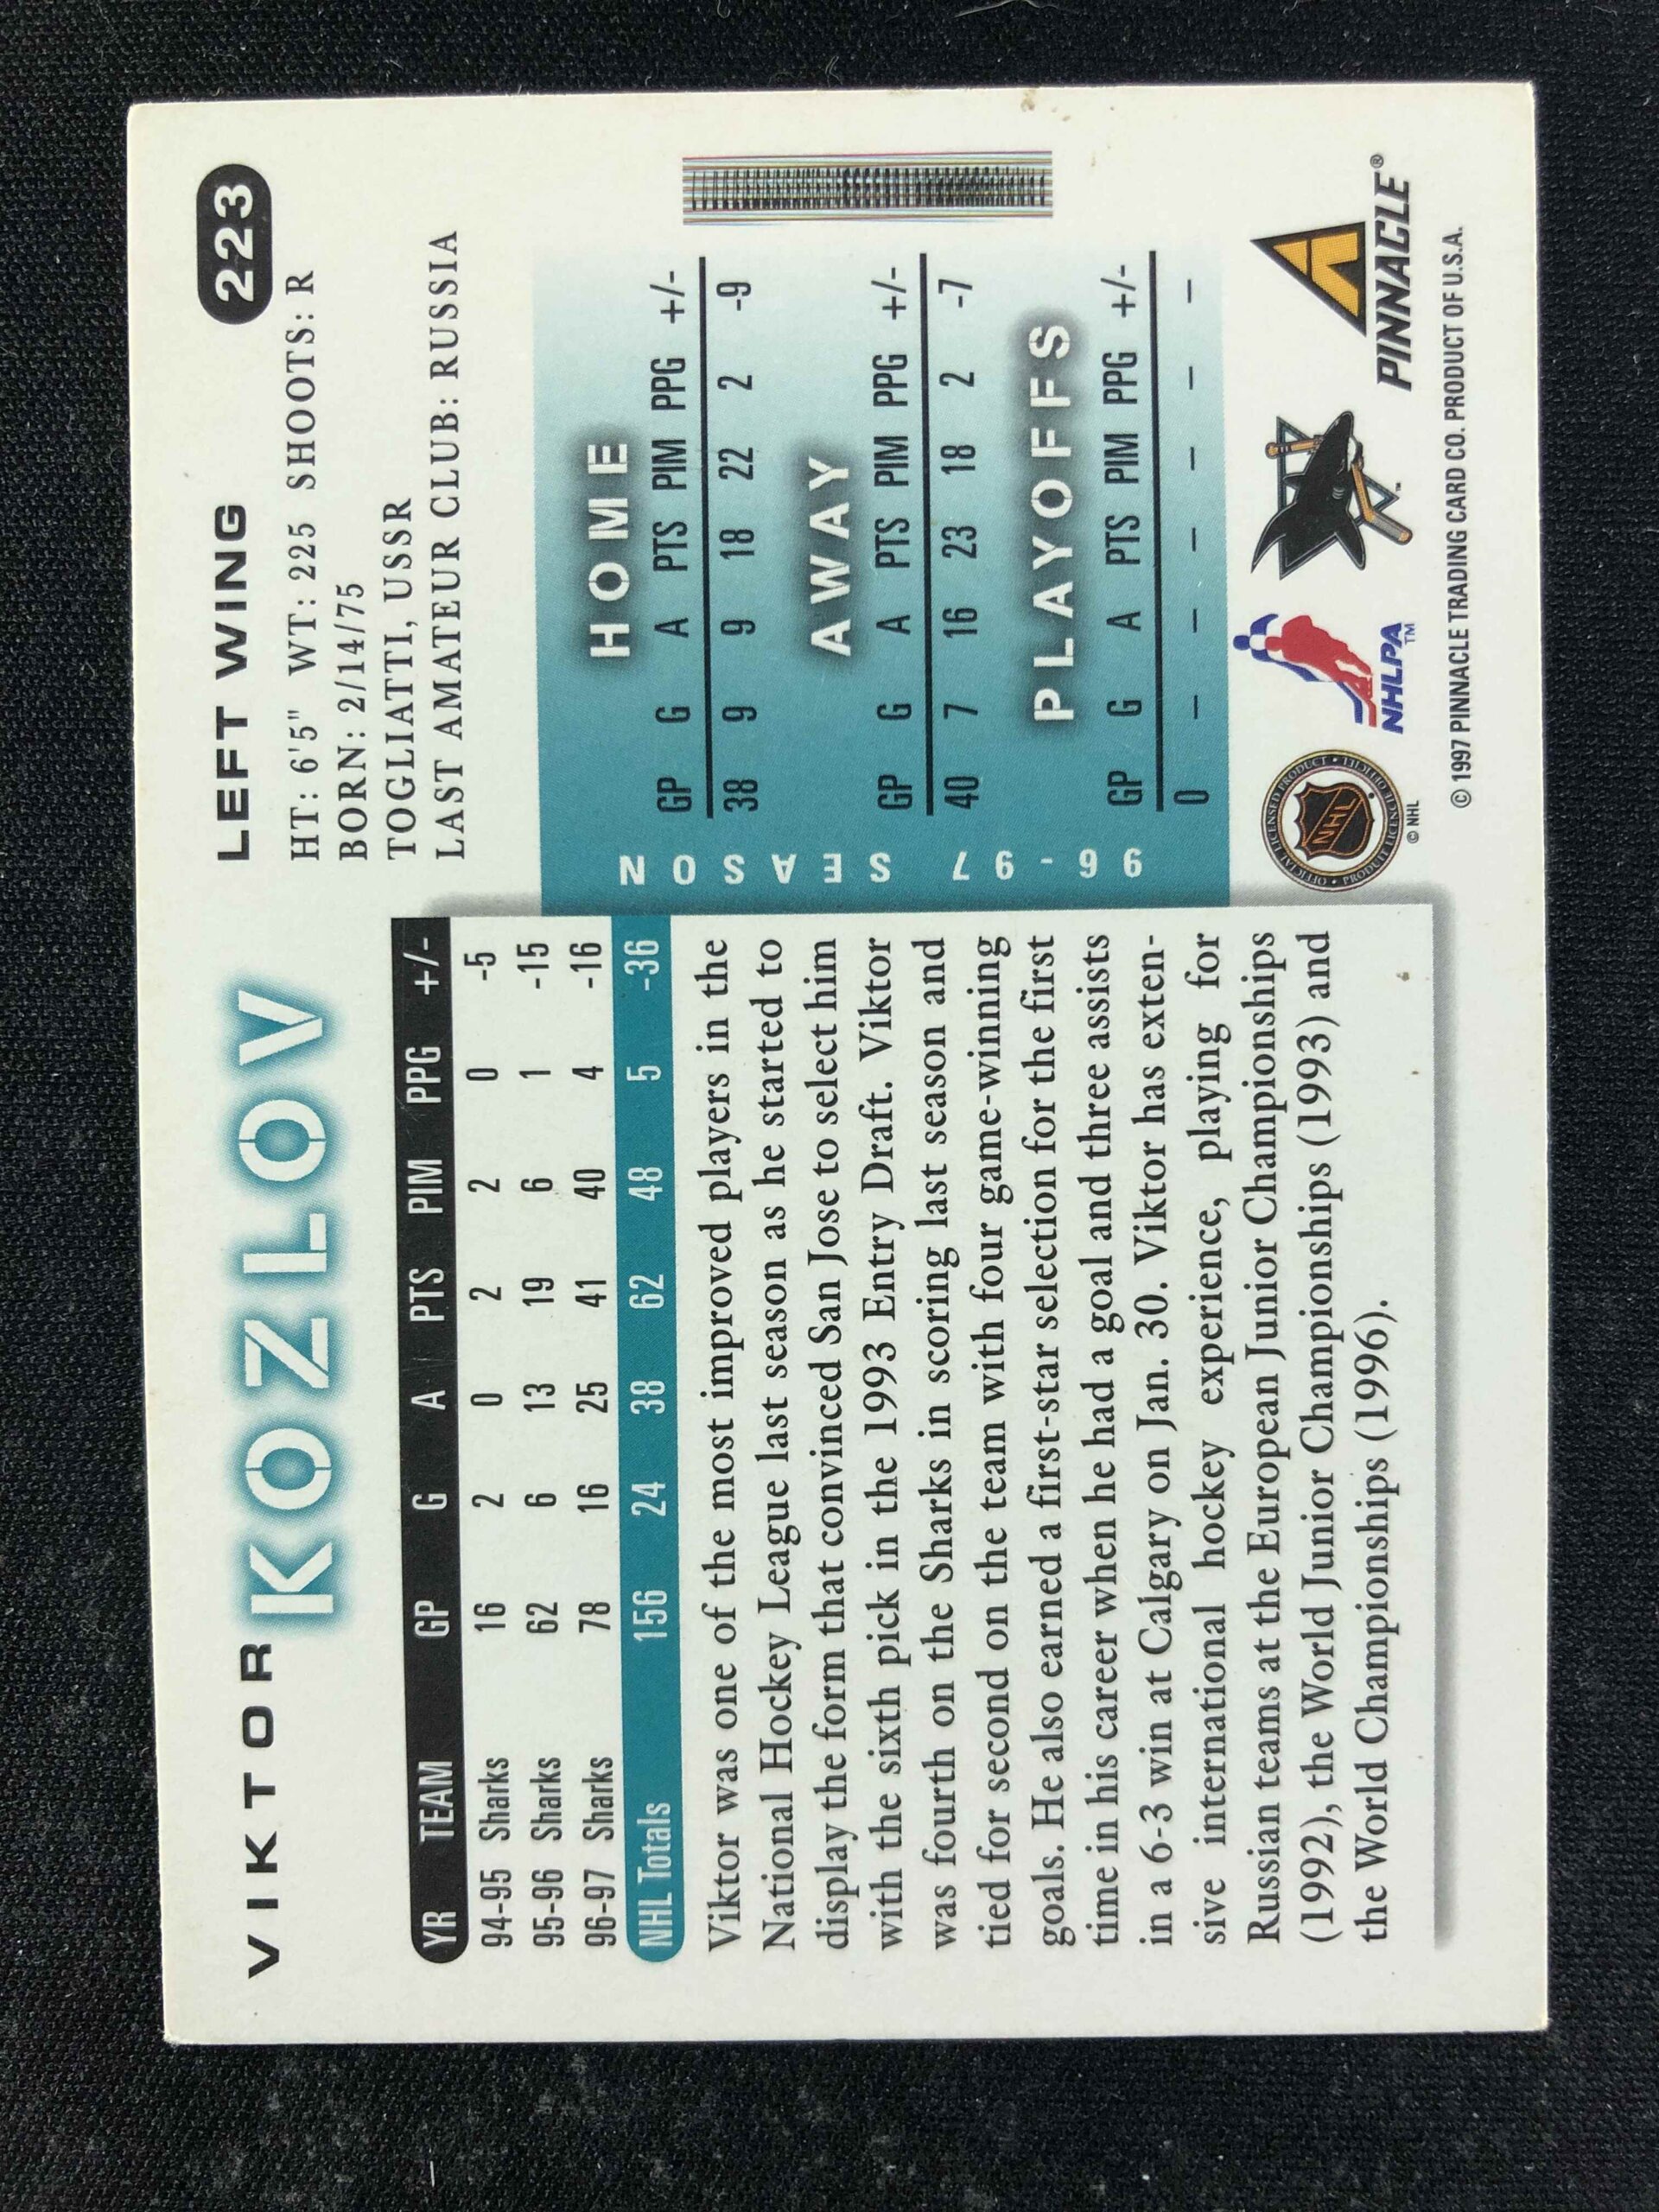 VIKTOR KOZLOV
LEFT WING 223
HT: 6'5" WT: 225 SHOOTS: R
BORN: 2/14/75
TOGLIATTI, USSR
LAST AMATEUR CLUB: RUSSIA
YR TEAM GP G A PTS PIM PPG +/-
94-95 Sharks 16 2 0 2 2 0 -5
95-96 Sharks 62 6 13 19 6 1 -15
96-97 Sharks 78 16 25 41 40 4 -16
NHL Totals 156 24 38 62 48 5 -36
Viktor was one of the most improved players in the
National Hockey League last season as he started to
display the form that convinced San Jose to select him
with the sixth pick in the 1993 Entry Draft. Viktor
was fourth on the Sharks in scoring last season and
tied for second on the team with four game-winning
goals. He also earned a first-star selection for the first
time in his career when he had a goal and three assists
in a 6-3 win at Calgary on Jan. 30. Viktor has exten-
sive international hockey experience, playing for
Russian teams at the European Junior Championships
(1992), the World Junior Championships (1993) and
the World Championships (1996).
96-97 SEASON
HOME
GP G A PTS PIM PPG +/-
38 9 9 18 22 2 -9
AWAY
GP G A PTS PIM PPG +/-
40 7 16 23 18 2 -7
PLAYOFFS
GP G A PTS PIM PPG +/-
0 – – – – – –
OFFICIAL LICENSED PRODUCT • PRODUIT LICENCIE OFFICIEL •
NHL
© NHL
NHLPA™
™
PINNACLE®
© 1997 PINNACLE TRADING CARD CO. PRODUCT OF U.S.A.